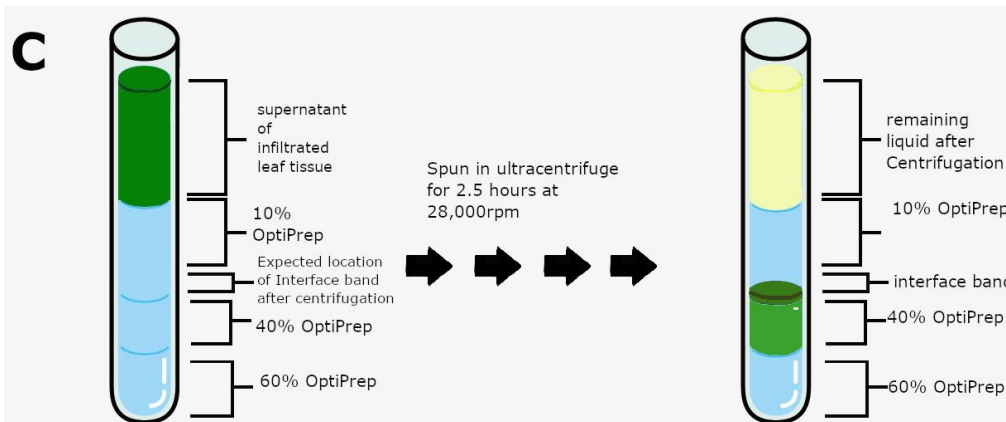 C
supernatant
of
infiltrated
leaf tissue
10%
OptiPrep
Expected location
of Interface band
after centrifugation
40% OptiPrep
60% OptiPrep
Spun in ultracentrifuge
for 2.5 hours at
28,000rpm
remaining
liquid after
Centrifugation
10% OptiPrep
interface band
40% OptiPrep
60% OptiPrep